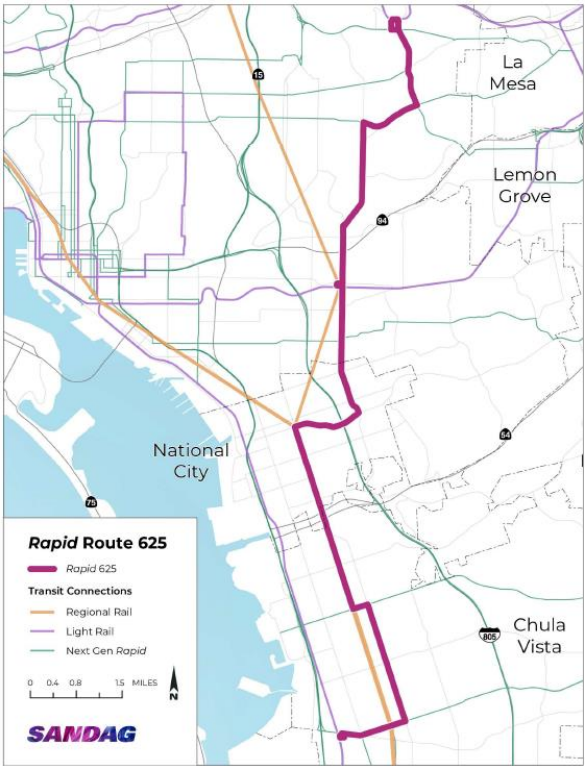 La
Mesa
15
Lemon
Grove
94
National
City
54
75
Chula
Vista
805
Rapid Route 625
Rapid 625
Transit Connections
Regional Rail
Light Rail
Next Gen Rapid
0 0.4 0.8 1.5 MILES
N
SANDAG